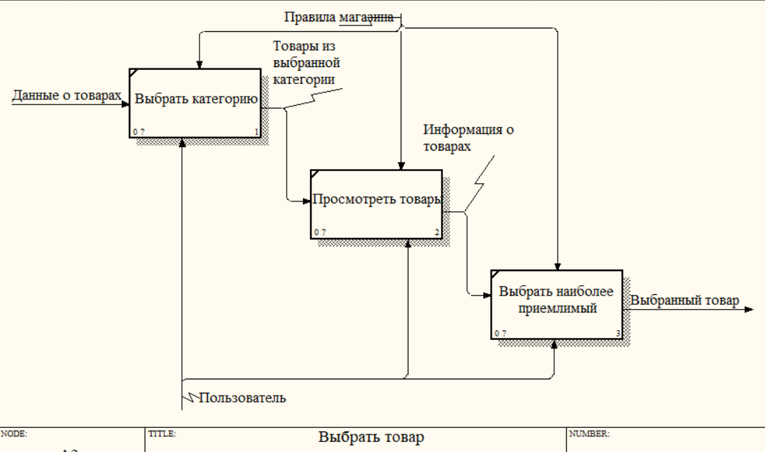 Правила магазина
Товары из
выбранной
категории
Данные о товарах
Выбрать категорию
0 ?
1
Информация о
товарах
Просмотреть товары
0 ?
2
Выбрать наиболее
приемлимый
0 ?
3
Выбранный товар
Пользователь
NODE:
TITLE:
Выбрать товар
NUMBER: